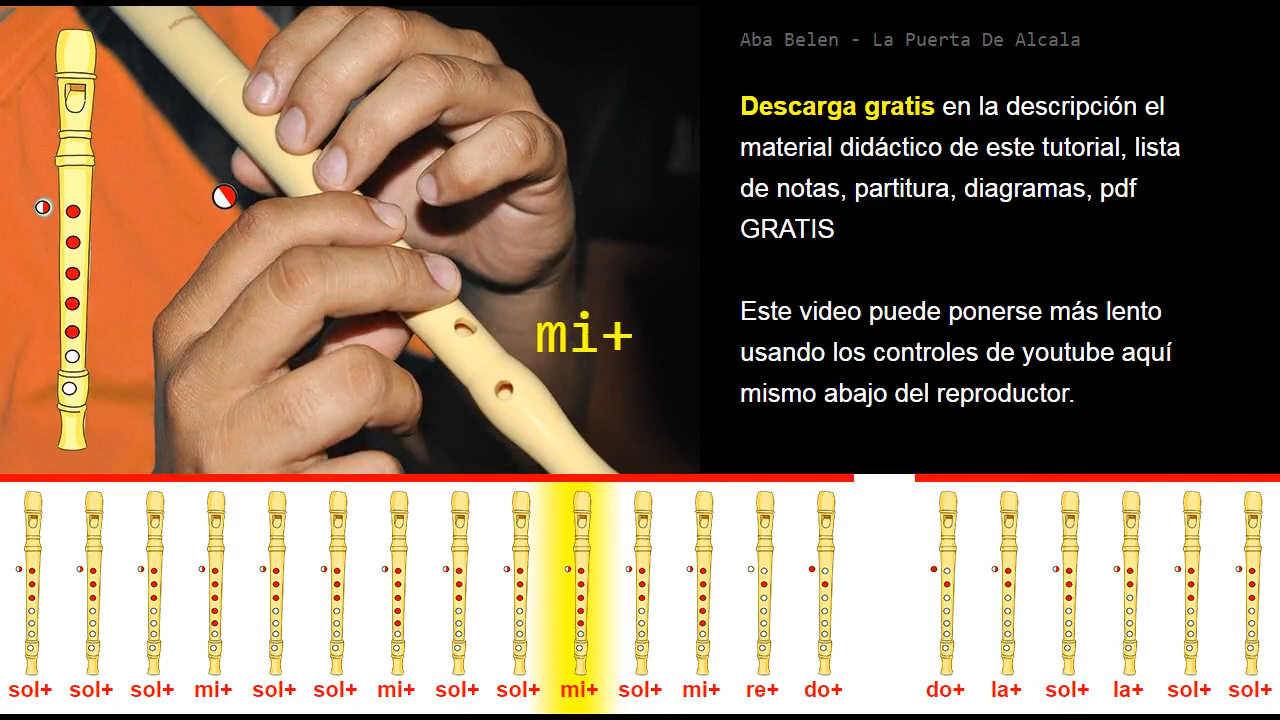 Aba Belen - La Puerta De Alcala
Descarga gratis en la descripción el
material didáctico de este tutorial, lista
de notas, partitura, diagramas, pdf
GRATIS
Este video puede ponerse más lento
usando los controles de youtube aquí
mismo abajo del reproductor.
mi+
sol+ sol+ sol+ mi+ sol+ sol+ mi+ sol+ sol+ mi+ sol+ mi+ re+ do+ do+ la+ sol+ la+ sol+ sol+